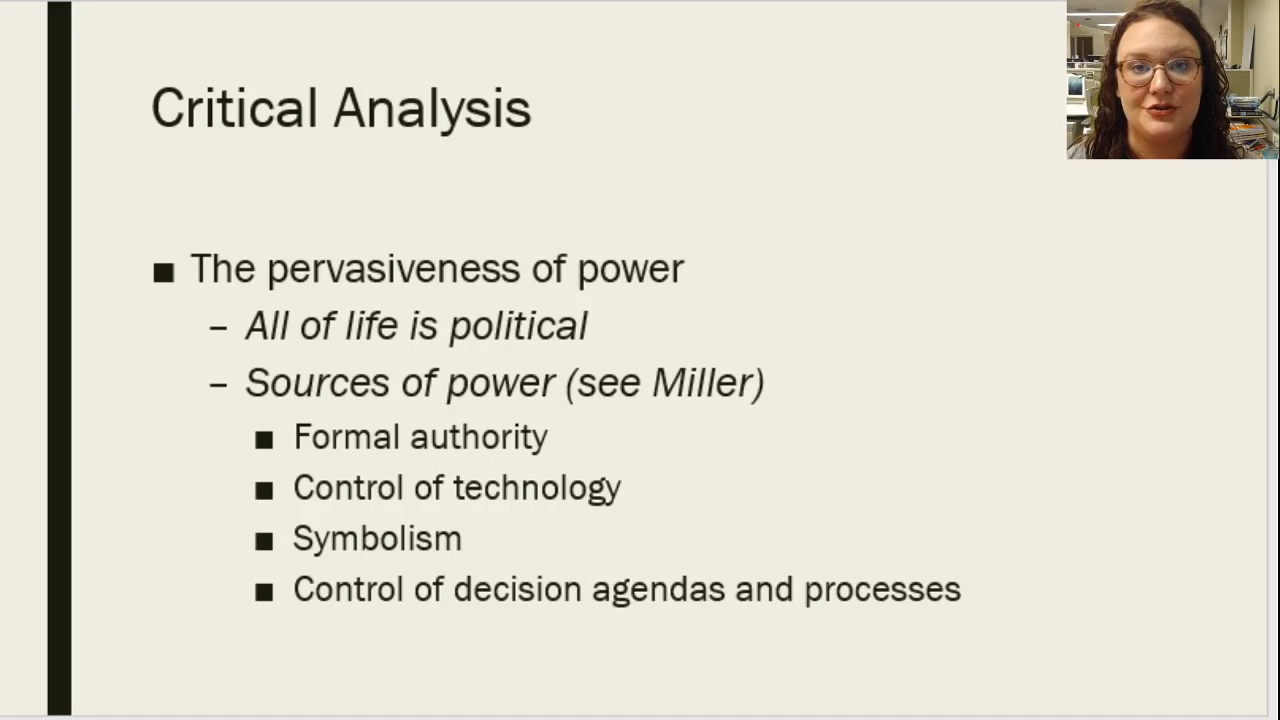 Critical Analysis
■ The pervasiveness of power
– All of life is political
– Sources of power (see Miller)
■ Formal authority
■ Control of technology
■ Symbolism
■ Control of decision agendas and processes